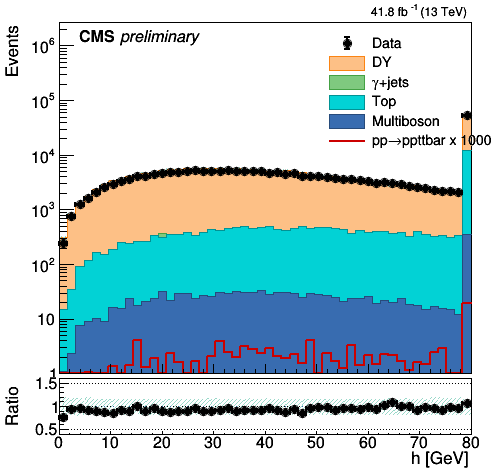 41.8 fb⁻¹ (13 TeV)
CMS preliminary
Events
10⁶
10⁵
10⁴
10³
10²
10
1
Data
DY
γ+jets
Top
Multiboson
pp→ppttbar x 1000
Ratio
1.5
1
0.5
0 10 20 30 40 50 60 70 80
h [GeV]